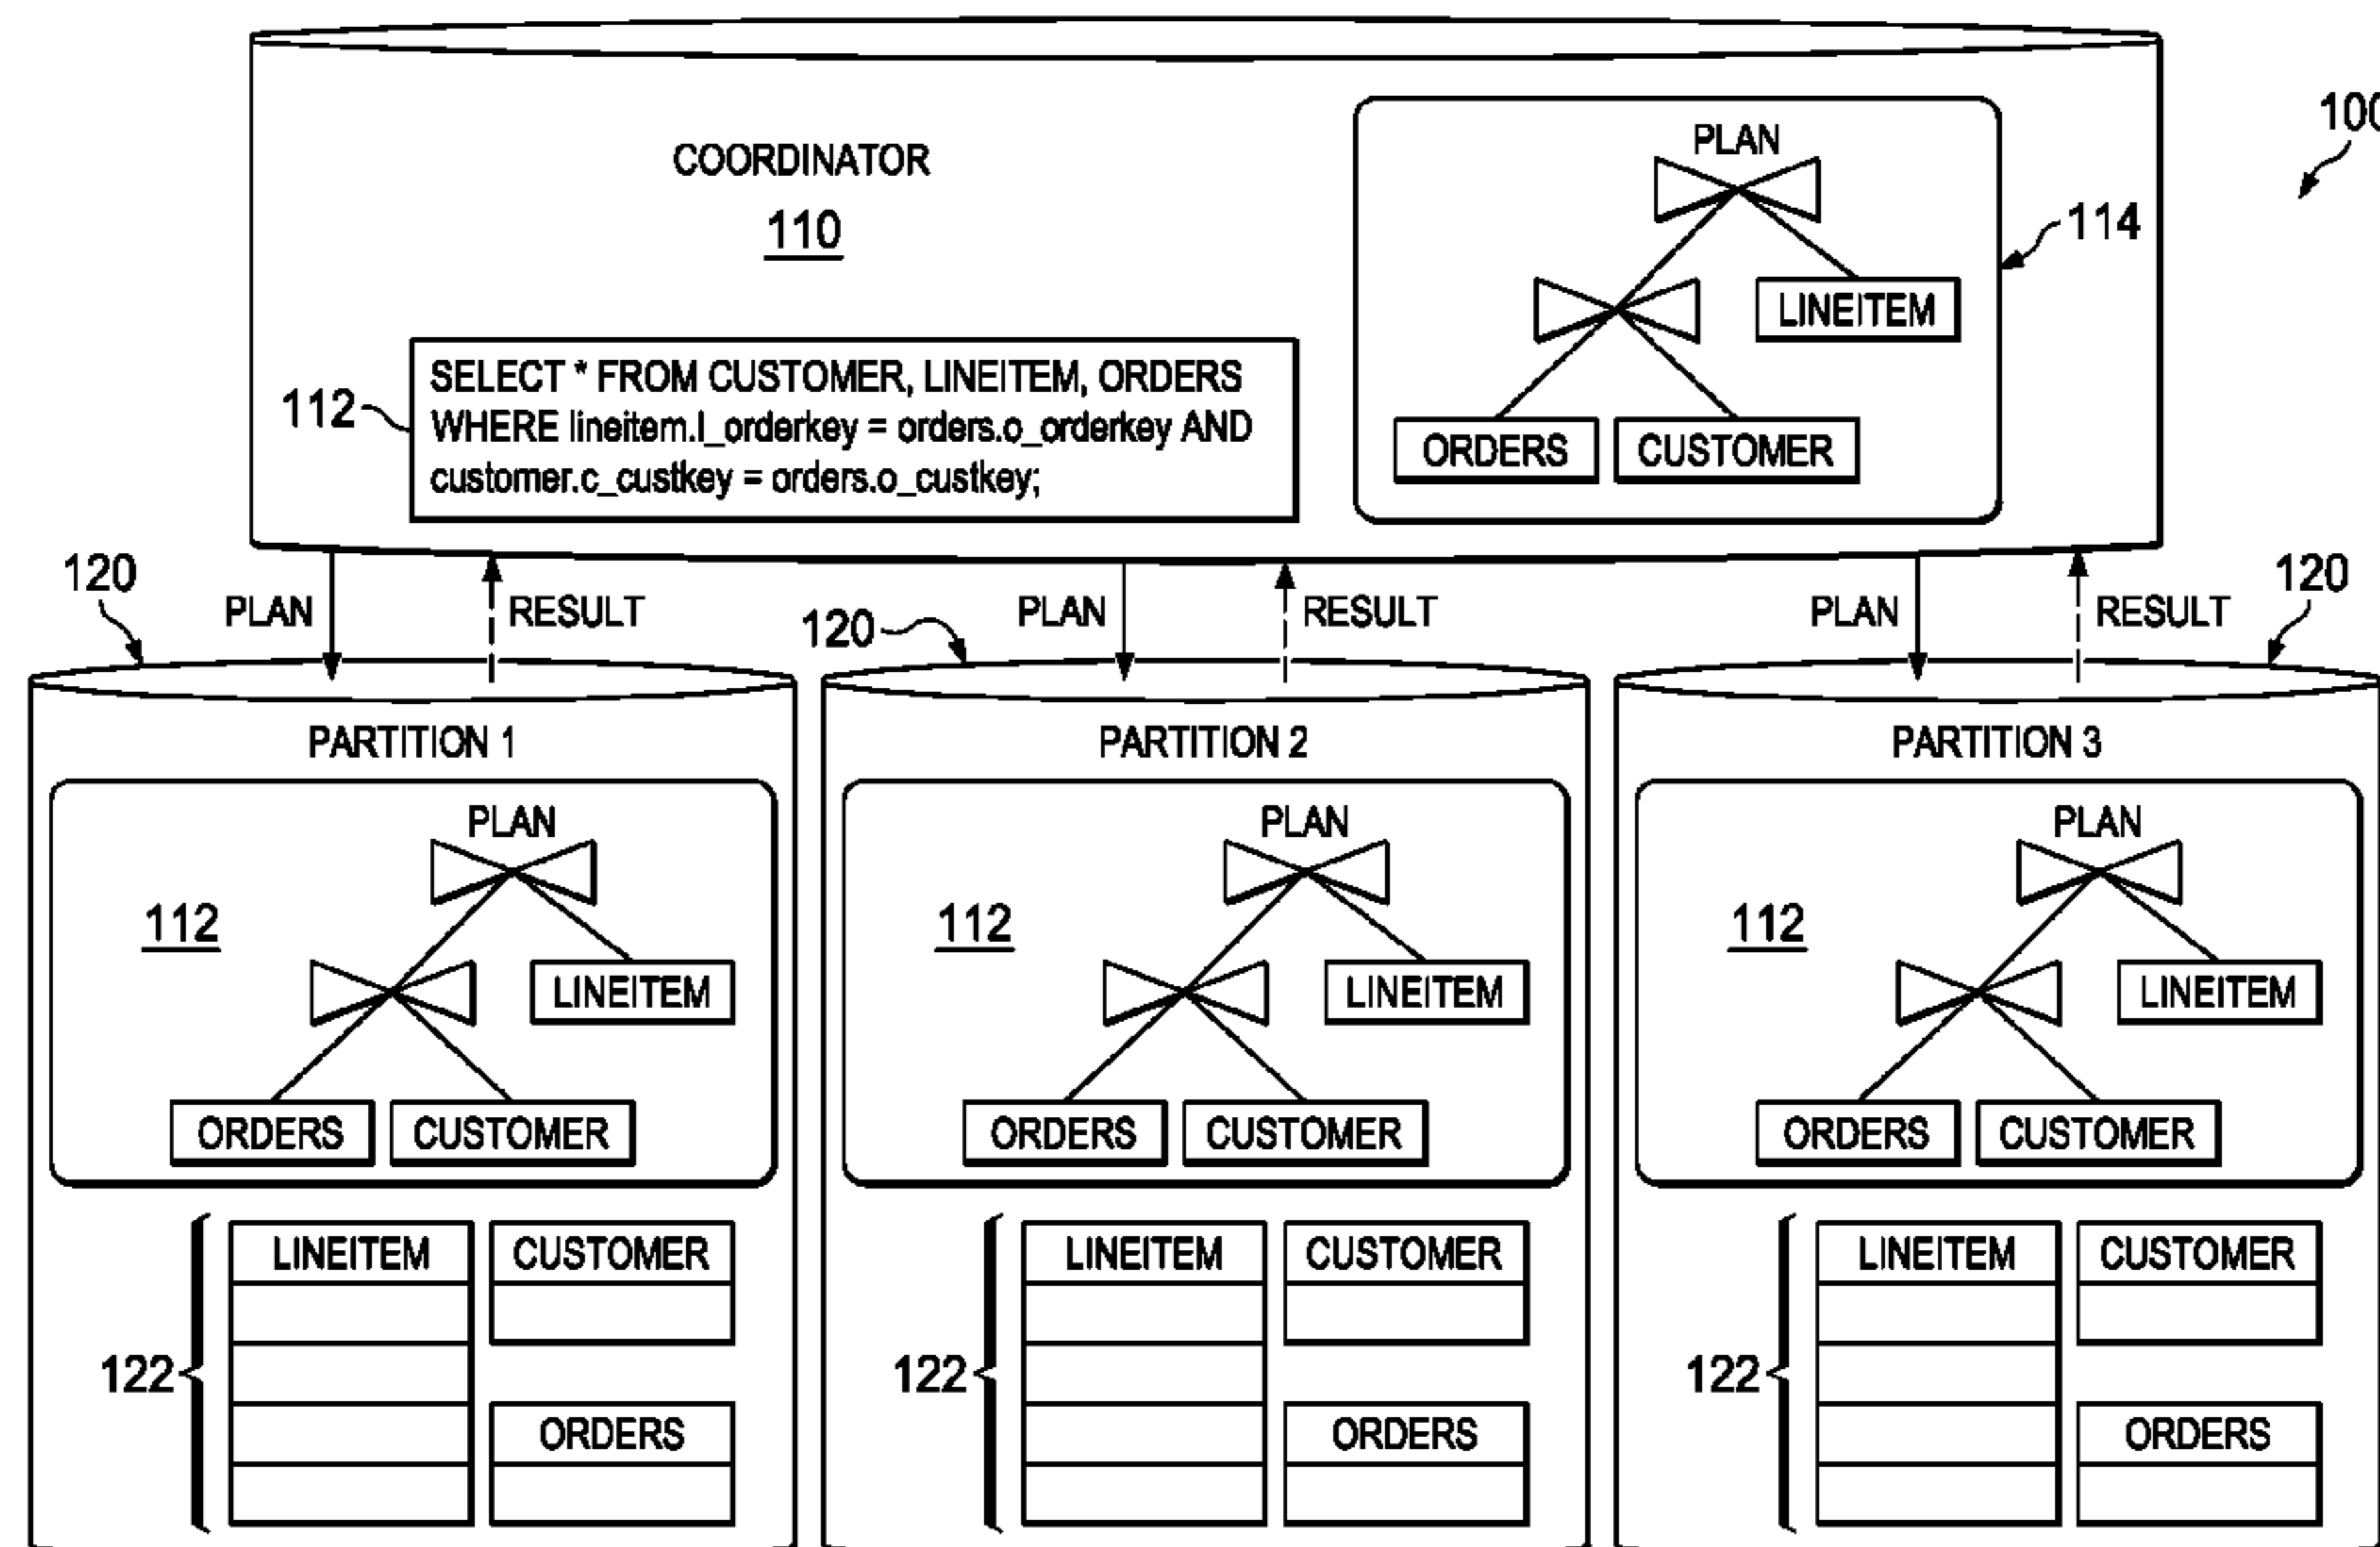 100
COORDINATOR
110
PLAN
114
LINEITEM
ORDERS CUSTOMER
112
SELECT * FROM CUSTOMER, LINEITEM, ORDERS
WHERE lineitem.l_orderkey = orders.o_orderkey AND
customer.c_custkey = orders.o_custkey;
120 PLAN RESULT
120 PLAN RESULT
PLAN RESULT 120
PARTITION 1
PLAN
112
LINEITEM
ORDERS CUSTOMER
122
LINEITEM CUSTOMER
ORDERS
PARTITION 2
PLAN
112
LINEITEM
ORDERS CUSTOMER
122
LINEITEM CUSTOMER
ORDERS
PARTITION 3
PLAN
112
LINEITEM
ORDERS CUSTOMER
122
LINEITEM CUSTOMER
ORDERS